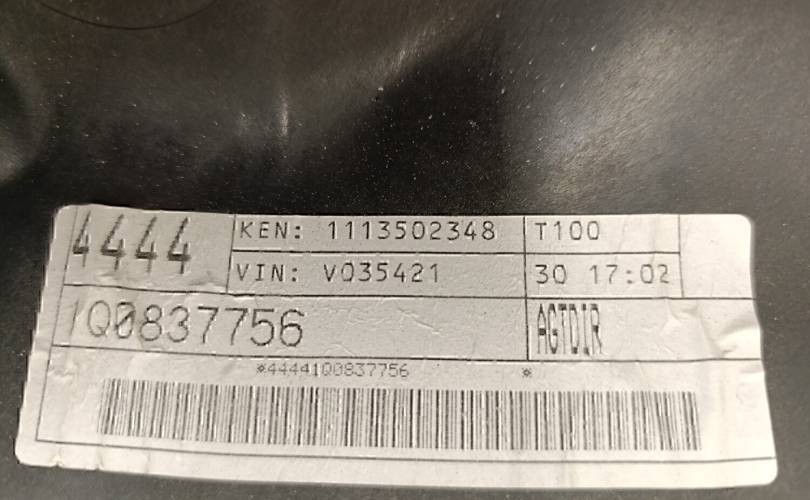 4444 KEN: 1113502348 T100
VIN: V035421 30 17:02
1Q0837756 AGTDIR
*44441Q0837756 *